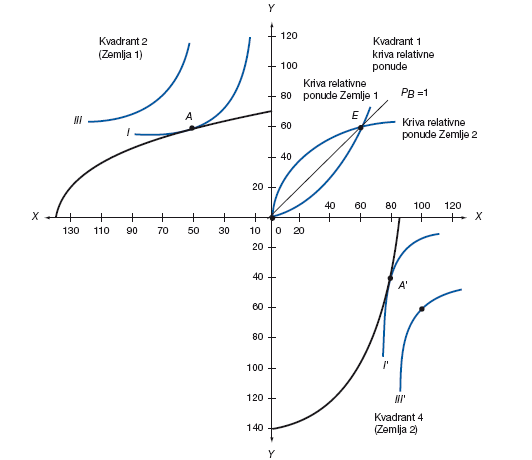 Y
Kvadrant 2
(Zemlja 1)
120
Kvadrant 1
kriva relativne
ponude
100
Kriva relativne
ponude Zemlje 1
80
PB =1
III
I
A
60
E
Kriva relativne
ponude Zemlje 2
40
20
X
130 110 90 70 50 30 10 0 20 40 60 80 100 120
X
20
40
A'
60
80
I'
100
III'
120
Kvadrant 4
(Zemlja 2)
140
Y